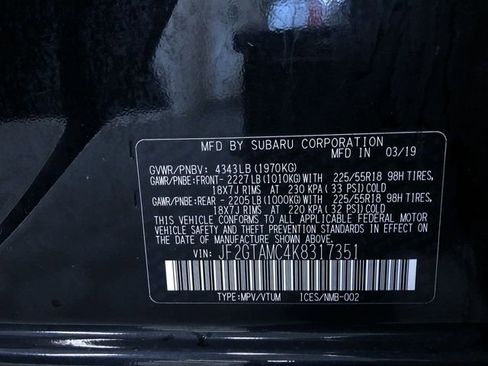 MFD BY SUBARU CORPORATION
MFD IN 03/19
GVWR/PNBV: 4343LB (1970KG)
GAWR/PNBE:FRONT-2227LB(1010KG)WITH 225/55R18 98H TIRES,
18X7J RIMS AT 230 KPA (33 PSI)COLD
GAWR/PNBE:REAR -2205LB(1000KG)WITH 225/55R18 98H TIRES,
18X7J RIMS AT 220 KPA (32 PSI)COLD
THIS VEHICLE CONFORMS TO ALL APPLICABLE FEDERAL MOTOR
VEHICLE SAFETY STANDARDS IN EFFECT ON THE DATE OF
MANUFACTURE SHOWN ABOVE.
VIN: JF2GTAMC4K8317351
TYPE:MPV/VTUM ICES/NMB-002